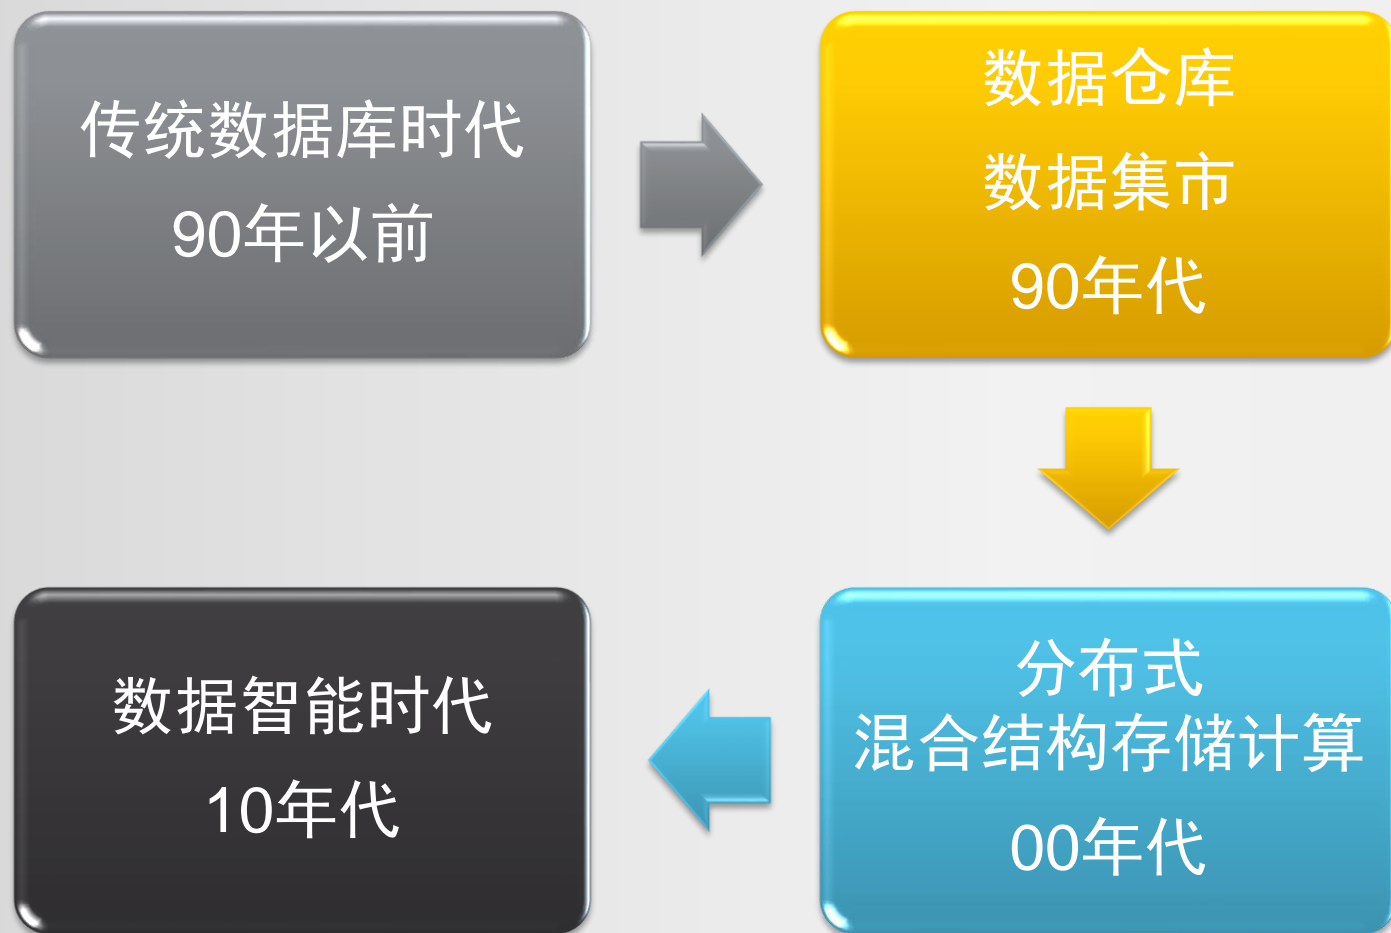 传统数据库时代
90年以前
数据仓库
数据集市
90年代
分布式
混合结构存储计算
00年代
数据智能时代
10年代